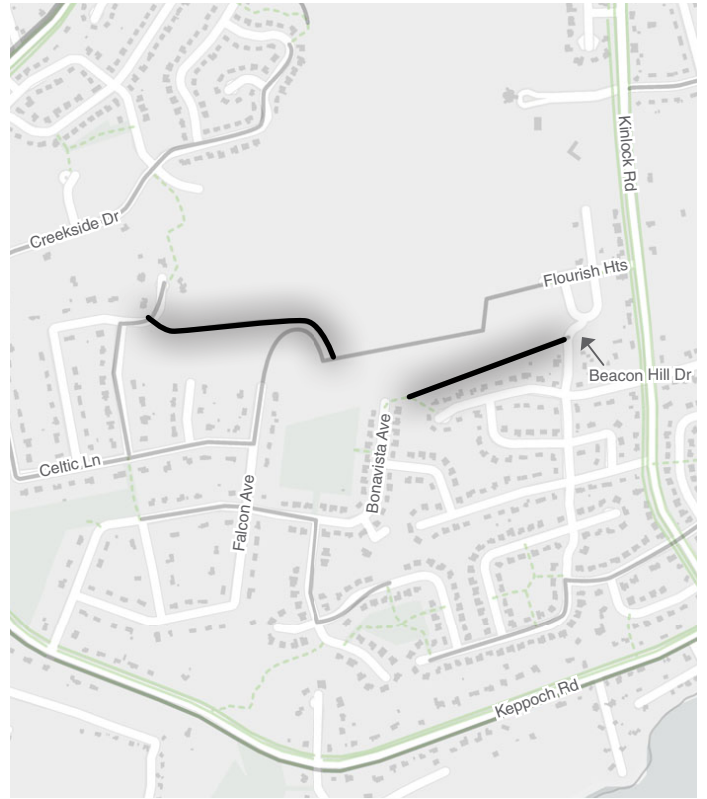 Kinlock Rd
Creekside Dr
Flourish Hts
Beacon Hill Dr
Bonavista Ave
Celtic Ln
Falcon Ave
Keppoch Rd